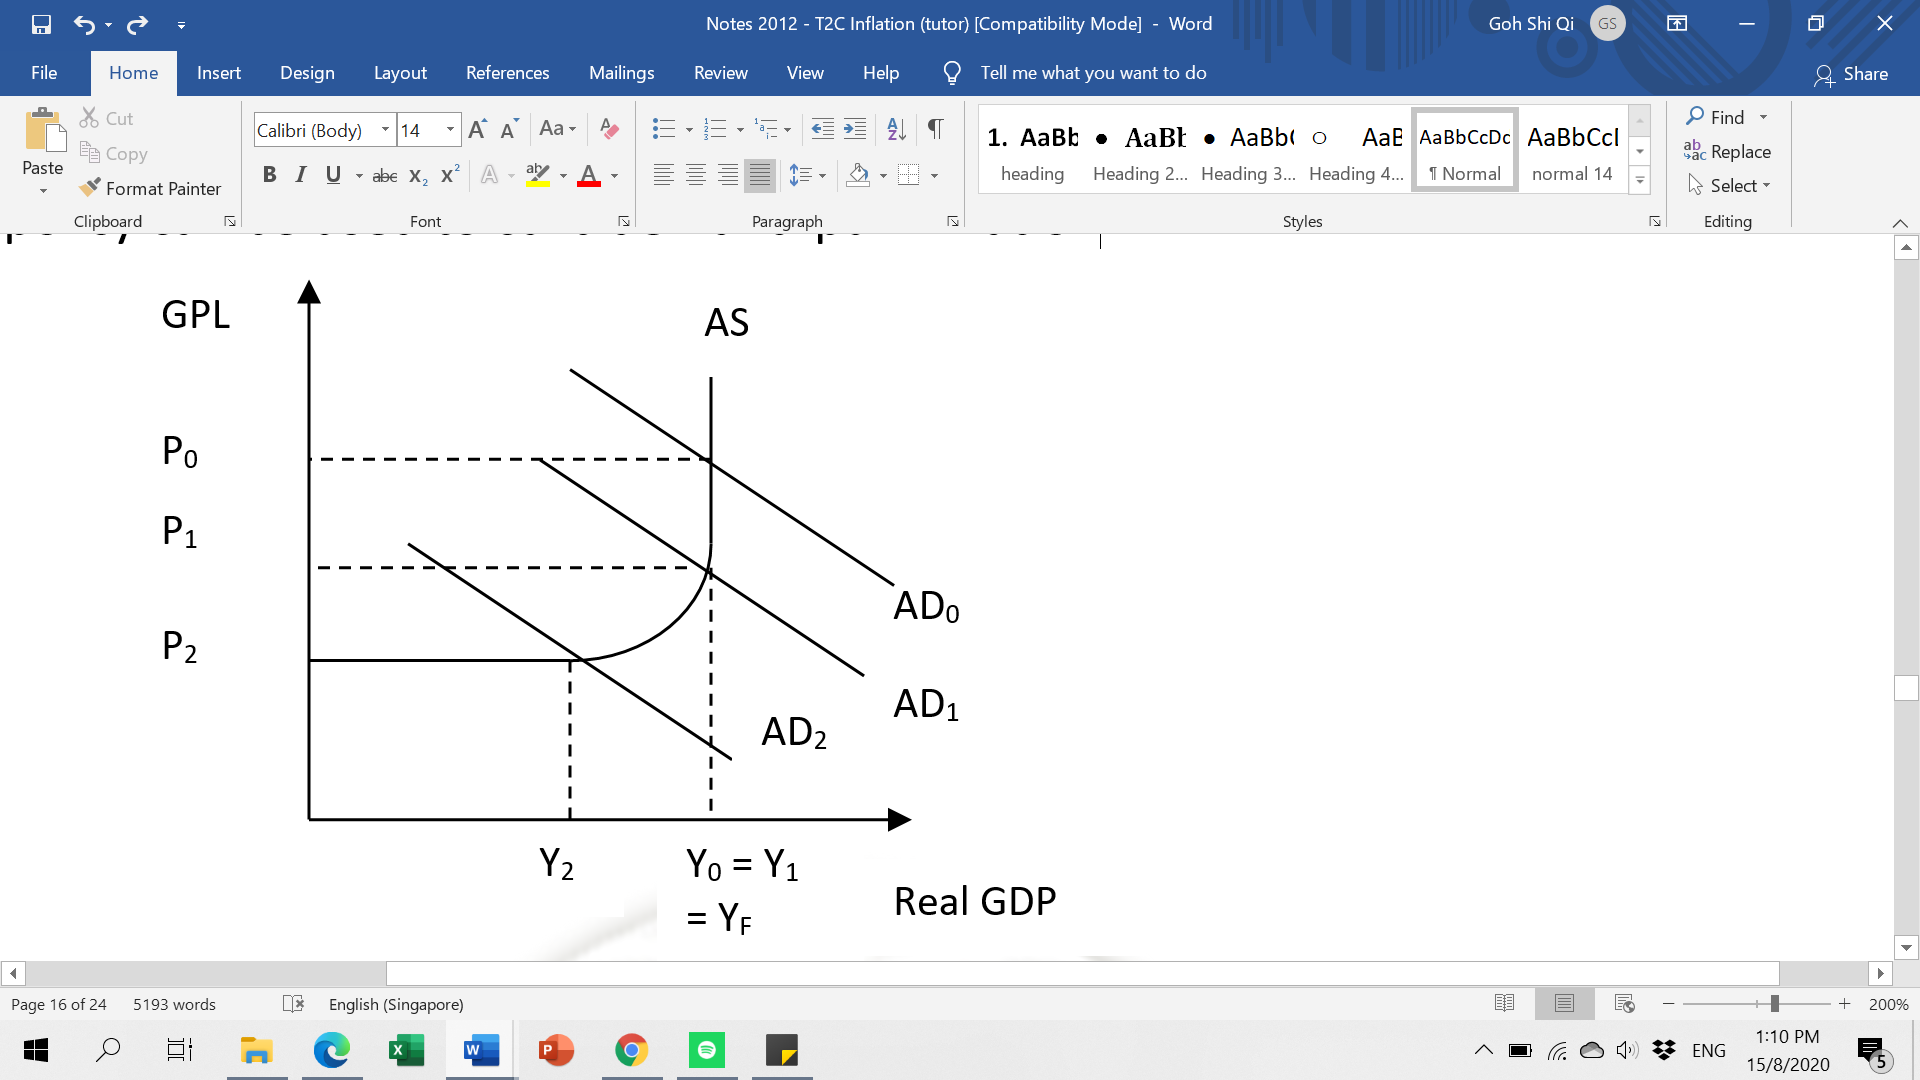 Notes 2012 - T2C Inflation (tutor) [Compatibility Mode] - Word
Goh Shi Qi GS
File Home Insert Design Layout References Mailings Review View Help Tell me what you want to do Share
Paste
Cut
Copy
Format Painter
Clipboard
Calibri (Body) 14
Aa
B I U abc X₂ X² A ab A
Font
Paragraph
1. AaBb
heading
AaBb
Heading 2...
AaBb
Heading 3...
AaB
Heading 4...
AaBbCcDc
¶ Normal
AaBbCcI
normal 14
Styles
Find
Replace
Select
Editing
GPL
AS
P₀
P₁
P₂
AD₀
AD₁
AD₂
Y₂
Y₀ = Y₁
= Y_F
Real GDP
Page 16 of 24 5193 words English (Singapore) 200%
ENG
1:10 PM
15/8/2020
5